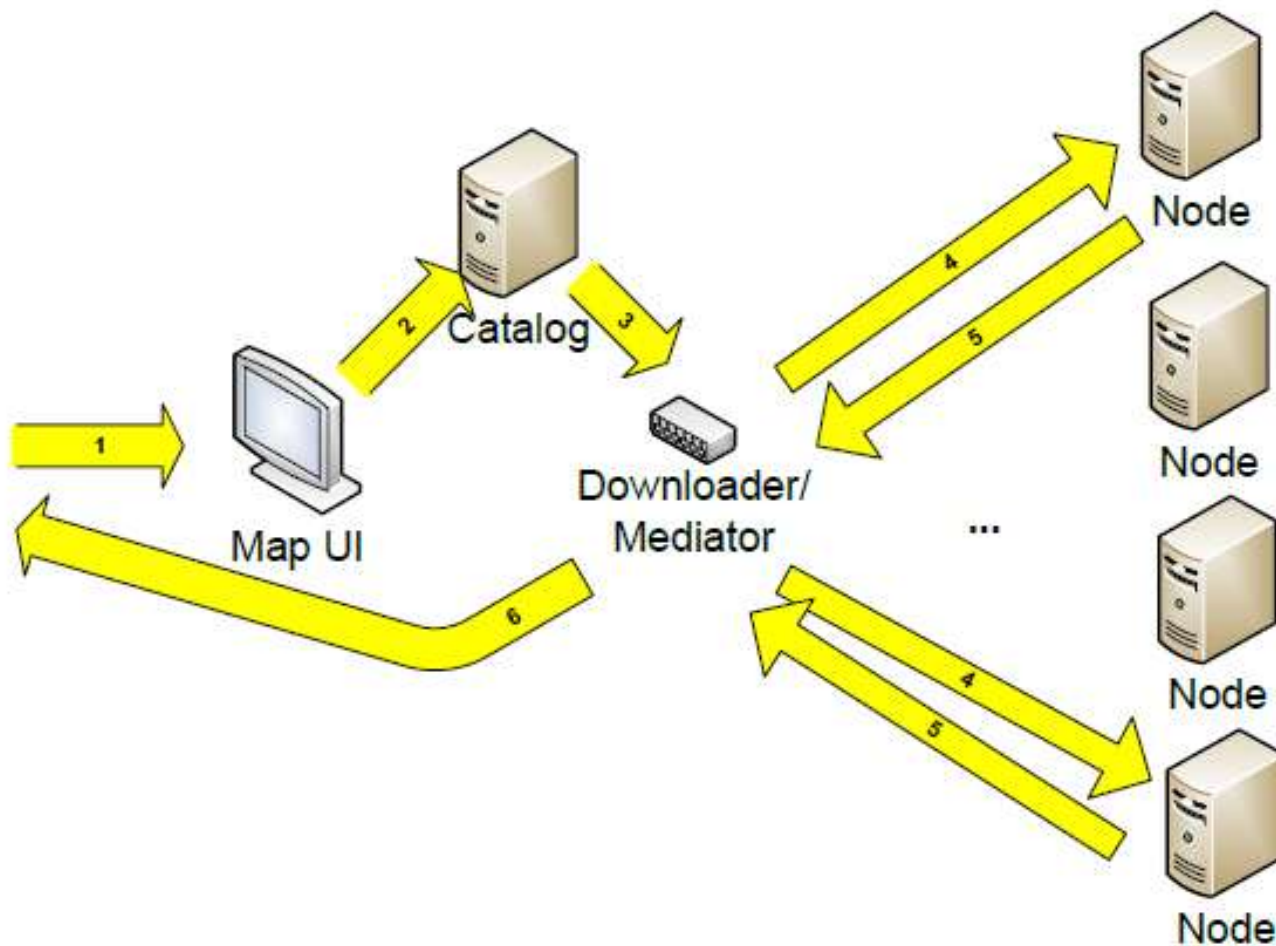 Node
4
2
Catalog
3
5
1
Node
Downloader/
Mediator
...
Map UI
6
4
Node
5
Node